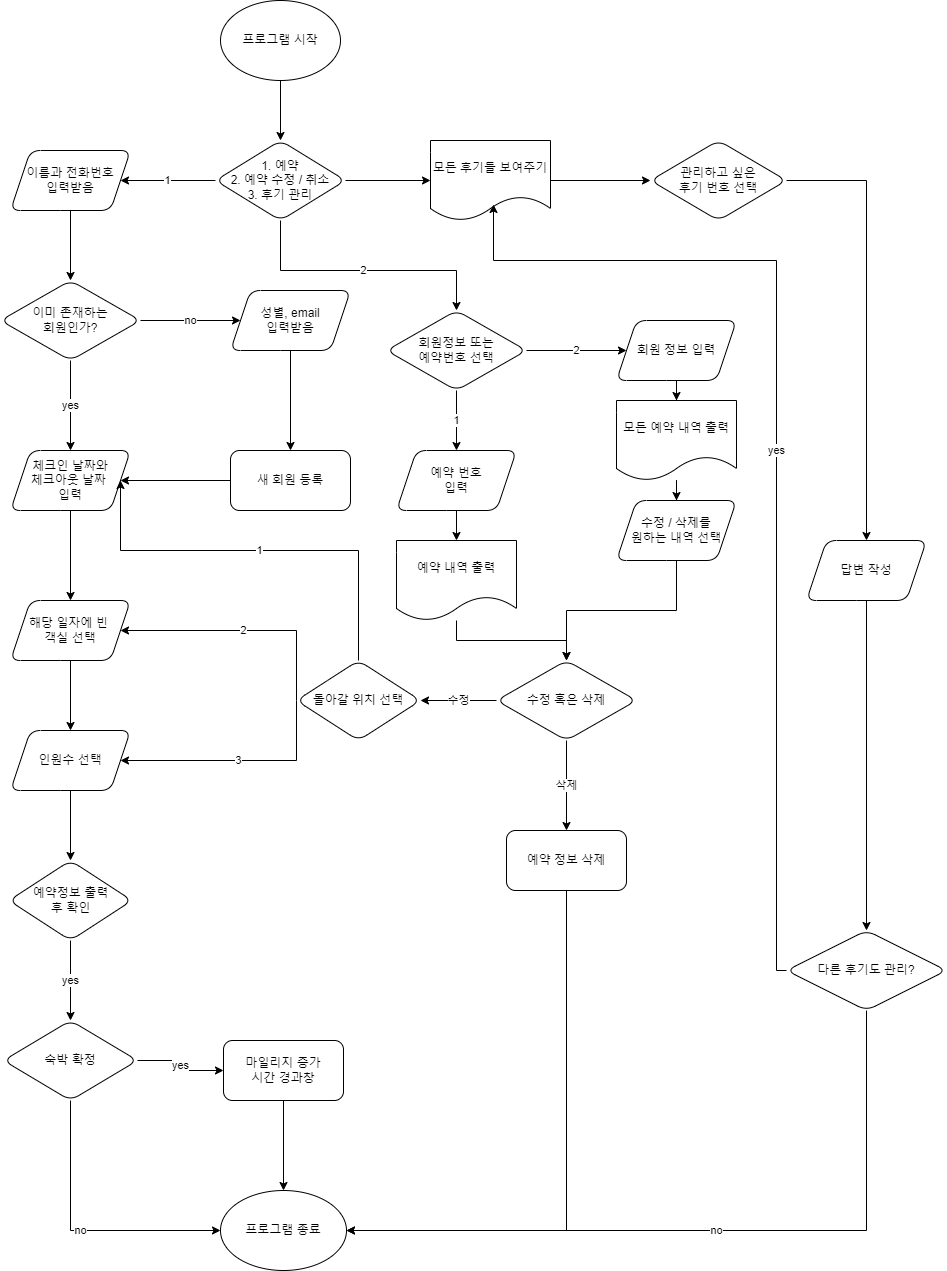 프로그램 시작
이름과 전화번호
입력받음
1
1. 예약
2. 예약 수정 / 취소
3. 후기 관리
모든 후기들 보여주기
관리하고 싶은
후기 번호 선택
2
이미 존재하는
회원인가?
no
성별, email
입력받음
회원정보 또는
예약번호 선택
2
회원 정보 입력
yes
1
모든 예약 내역 출력
yes
체크인 날짜와
체크아웃 날짜
입력
새 회원 등록
예약 번호
입력
수정 / 삭제를
원하는 내역 선택
1
예약 내역 출력
답변 작성
해당 일자에 빈
객실 선택
2
돌아갈 위치 선택
수정
수정 혹은 삭제
인원수 선택
3
삭제
예약정보 출력
후 확인
예약 정보 삭제
yes
다른 후기도 관리?
숙박 확정
yes
마일리지 증가
시간 경과창
no
프로그램 종료
no